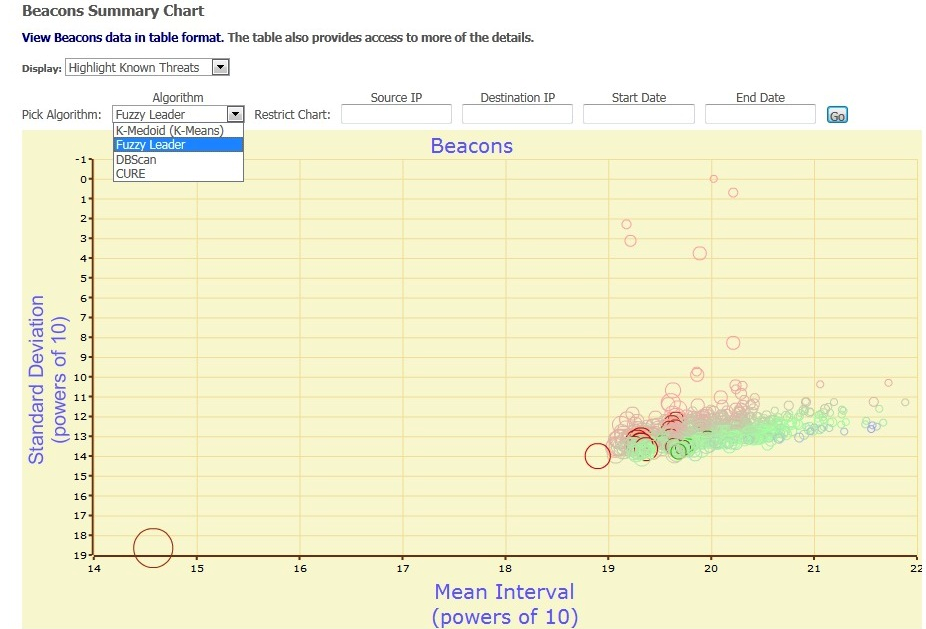 Beacons Summary Chart
View Beacons data in table format. The table also provides access to more of the details.
Display: Highlight Known Threats
Algorithm Source IP Destination IP Start Date End Date
Pick Algorithm: Fuzzy Leader Restrict Chart: Go
K-Medoid (K-Means)
Fuzzy Leader
DBScan
CURE
Beacons
-1
0
1
2
3
4
5
6
7
8
9
10
11
12
13
14
15
16
17
18
19
Standard Deviation
(powers of 10)
14 15 16 17 18 19 20 21 22
Mean Interval
(powers of 10)